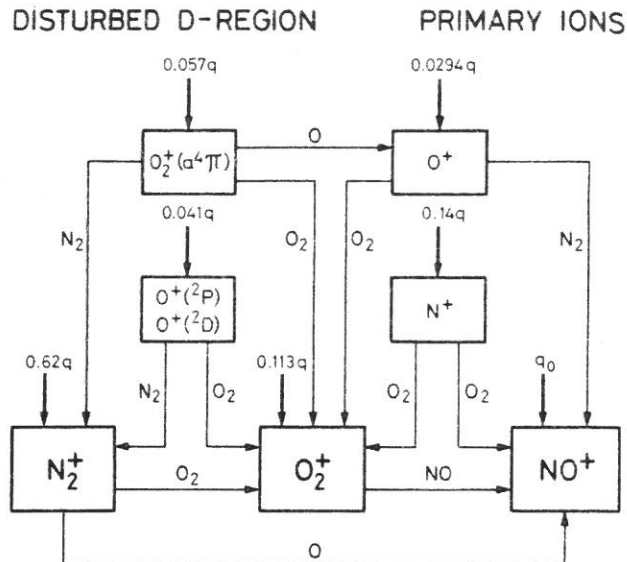 DISTURBED D-REGION PRIMARY IONS
0.057q 0.0294q
O₂⁺(a⁴π) O O⁺
0.041q 0.14q
N₂ O₂ O₂ N₂
O⁺(²P)
O⁺(²D)
N⁺
0.62q N₂ O₂ 0.113q O₂ O₂ q₀
N₂⁺ O₂ O₂⁺ NO NO⁺
O